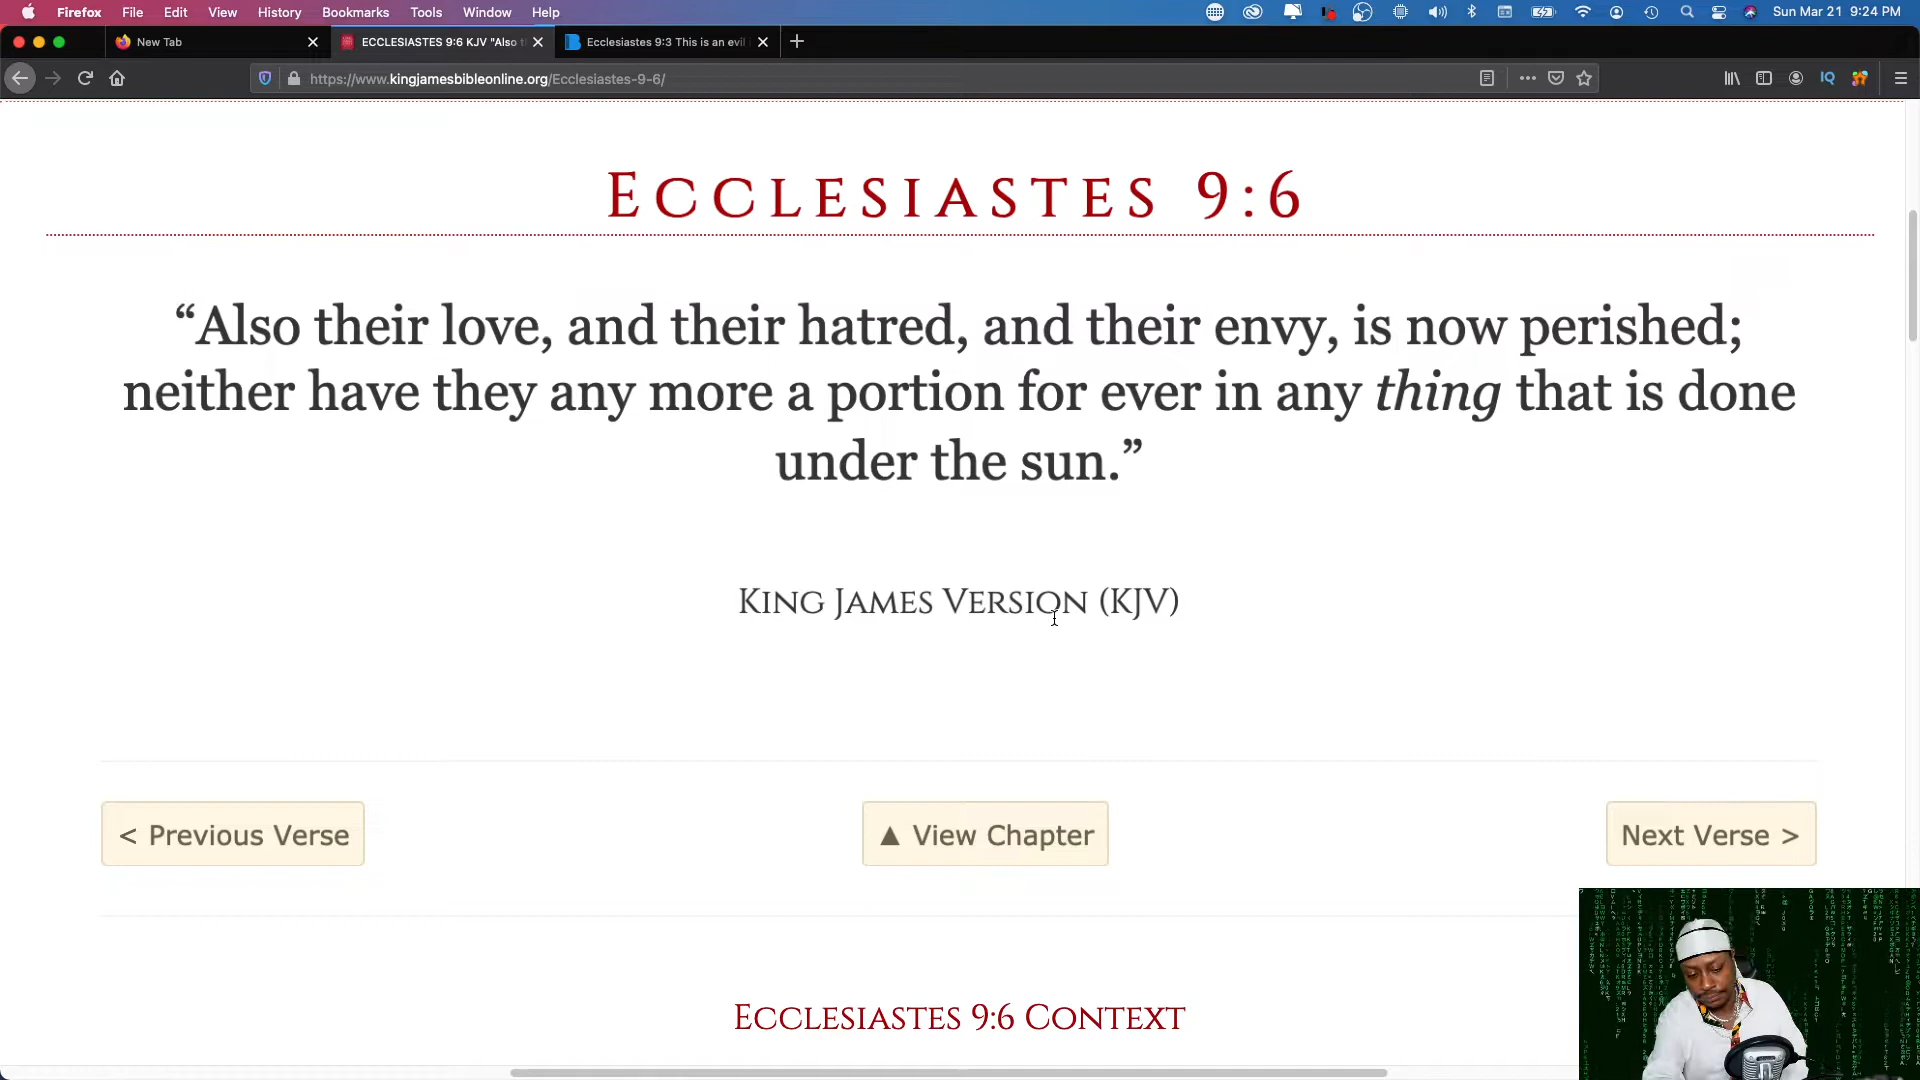 Firefox File Edit View History Bookmarks Tools Window Help Sun Mar 21 9:24 PM
New Tab ECCLESIASTES 9:6 KJV "Also t Ecclesiastes 9:3 This is an evil
https://www.kingjamesbibleonline.org/Ecclesiastes-9-6/ IQ
Ecclesiastes 9:6
“Also their love, and their hatred, and their envy, is now perished;
neither have they any more a portion for ever in any thing that is done
under the sun.”
King James Version (KJV)
< Previous Verse ▲ View Chapter Next Verse >
Ecclesiastes 9:6 Context